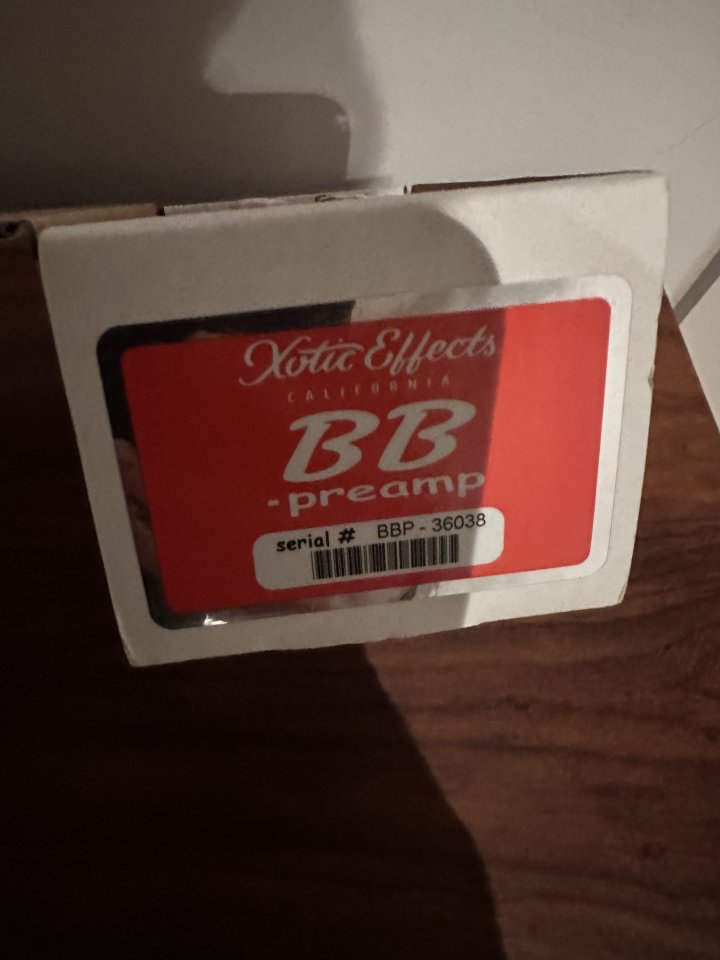 Xotic Effects
CALIFORNIA
BB
-preamp
serial # BBP - 36038